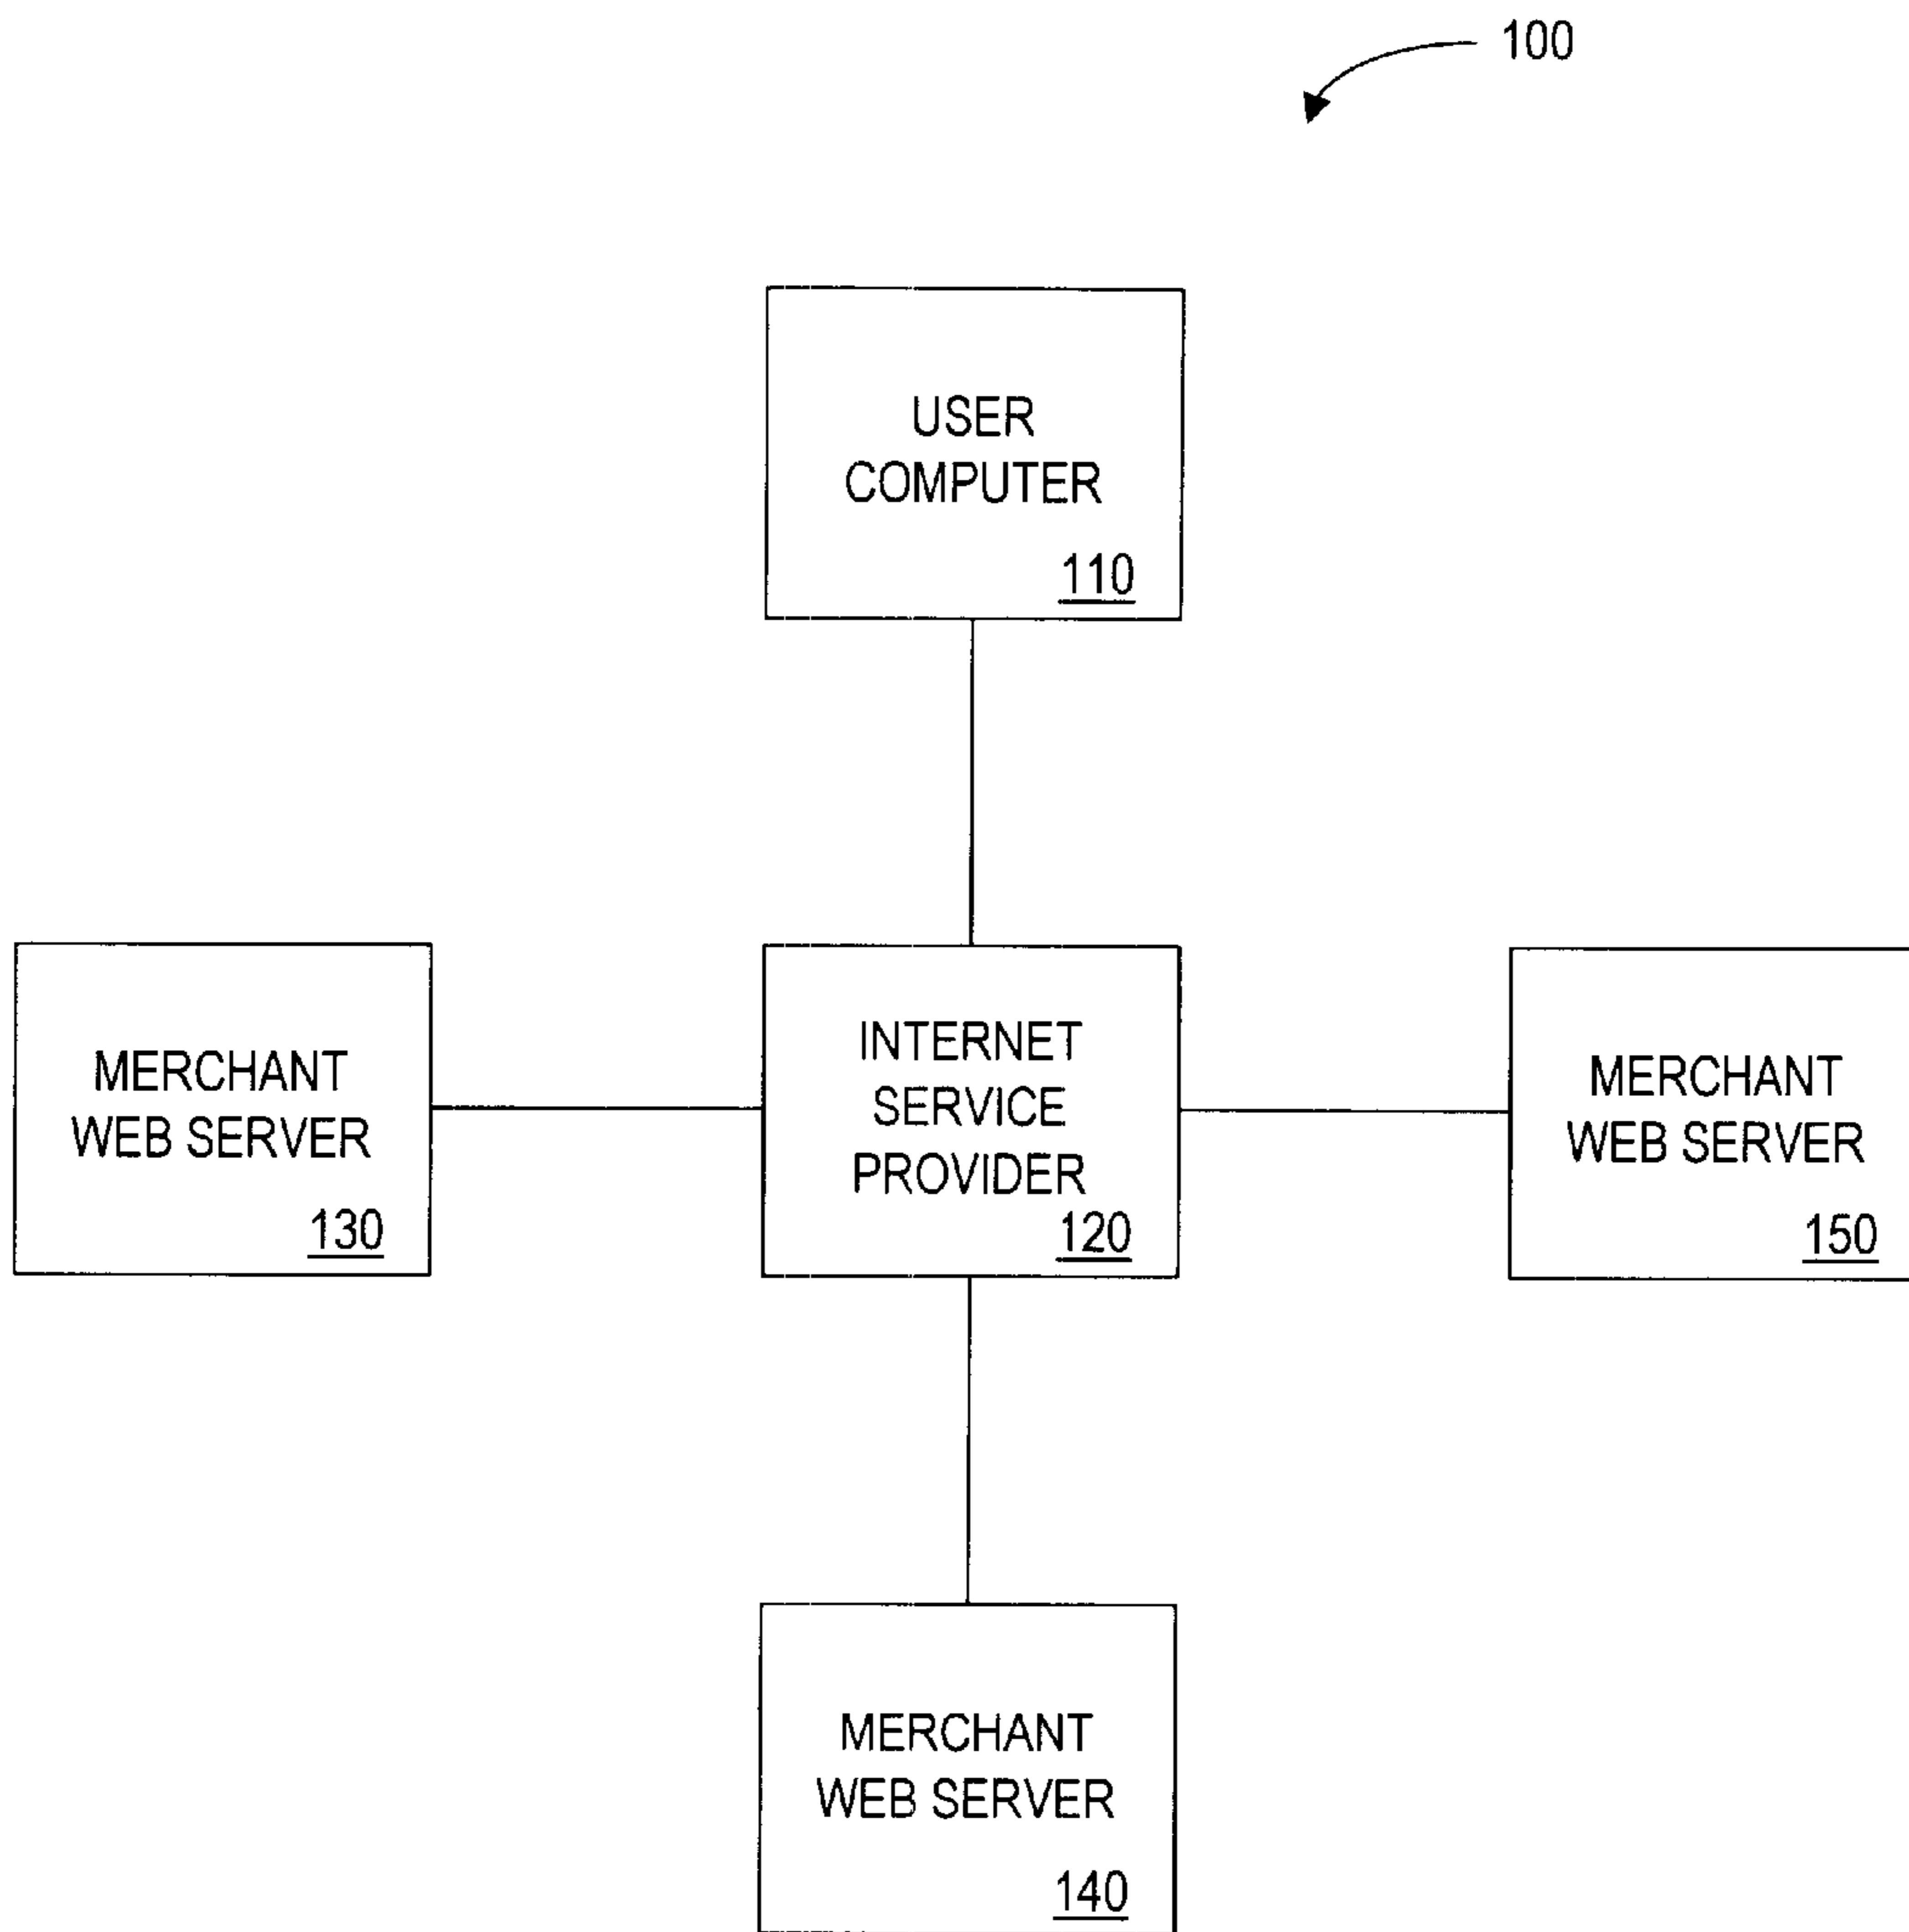 100
USER
COMPUTER
110
MERCHANT
WEB SERVER
130
INTERNET
SERVICE
PROVIDER
120
MERCHANT
WEB SERVER
150
MERCHANT
WEB SERVER
140